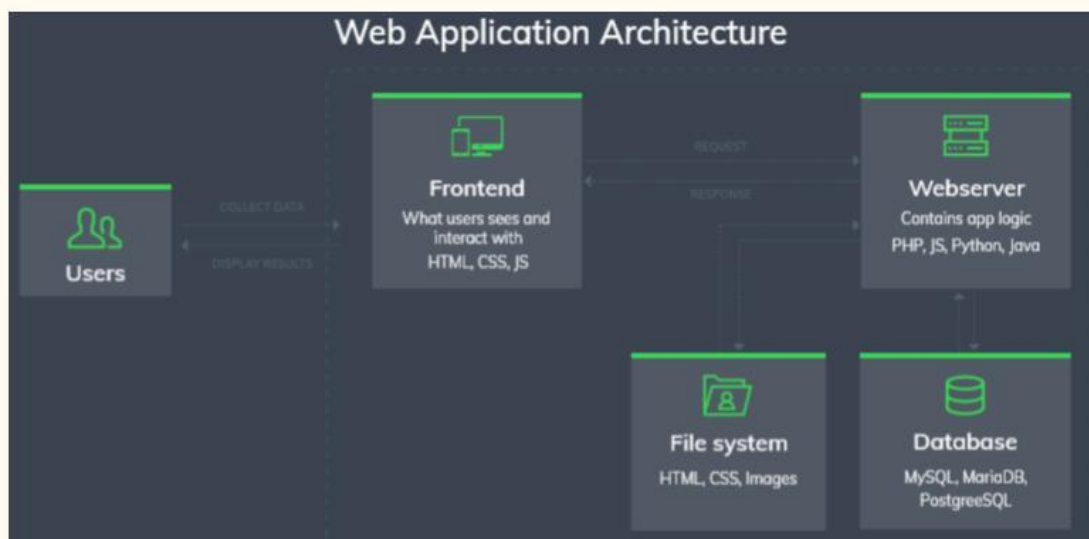 Web Application Architecture
Frontend
What users sees and
interact with
HTML, CSS, JS
REQUEST
RESPONSE
Webserver
Contains app logic
PHP, JS, Python, Java
Users
COLLECT DATA
DISPLAY RESULTS
File system
HTML, CSS, Images
Database
MySQL, MariaDB,
PostgreeSQL